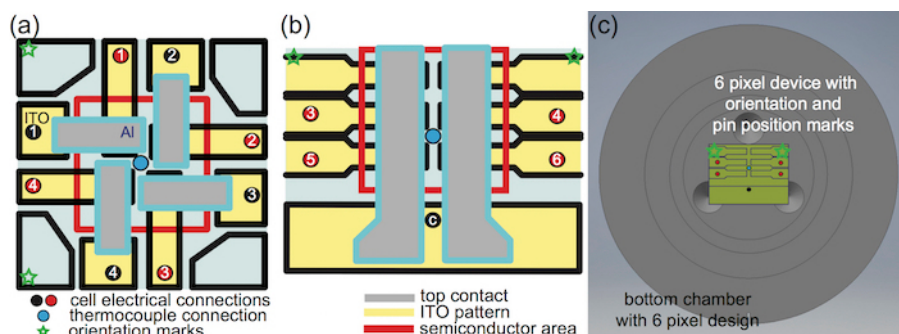 (a)
1
2
ITO
1
Al
2
4
3
4
3
cell electrical connections
thermocouple connection
orientation marks
(b)
3
4
5
6
c
top contact
ITO pattern
semiconductor area
(c)
6 pixel device with
orientation and
pin position marks
bottom chamber
with 6 pixel design